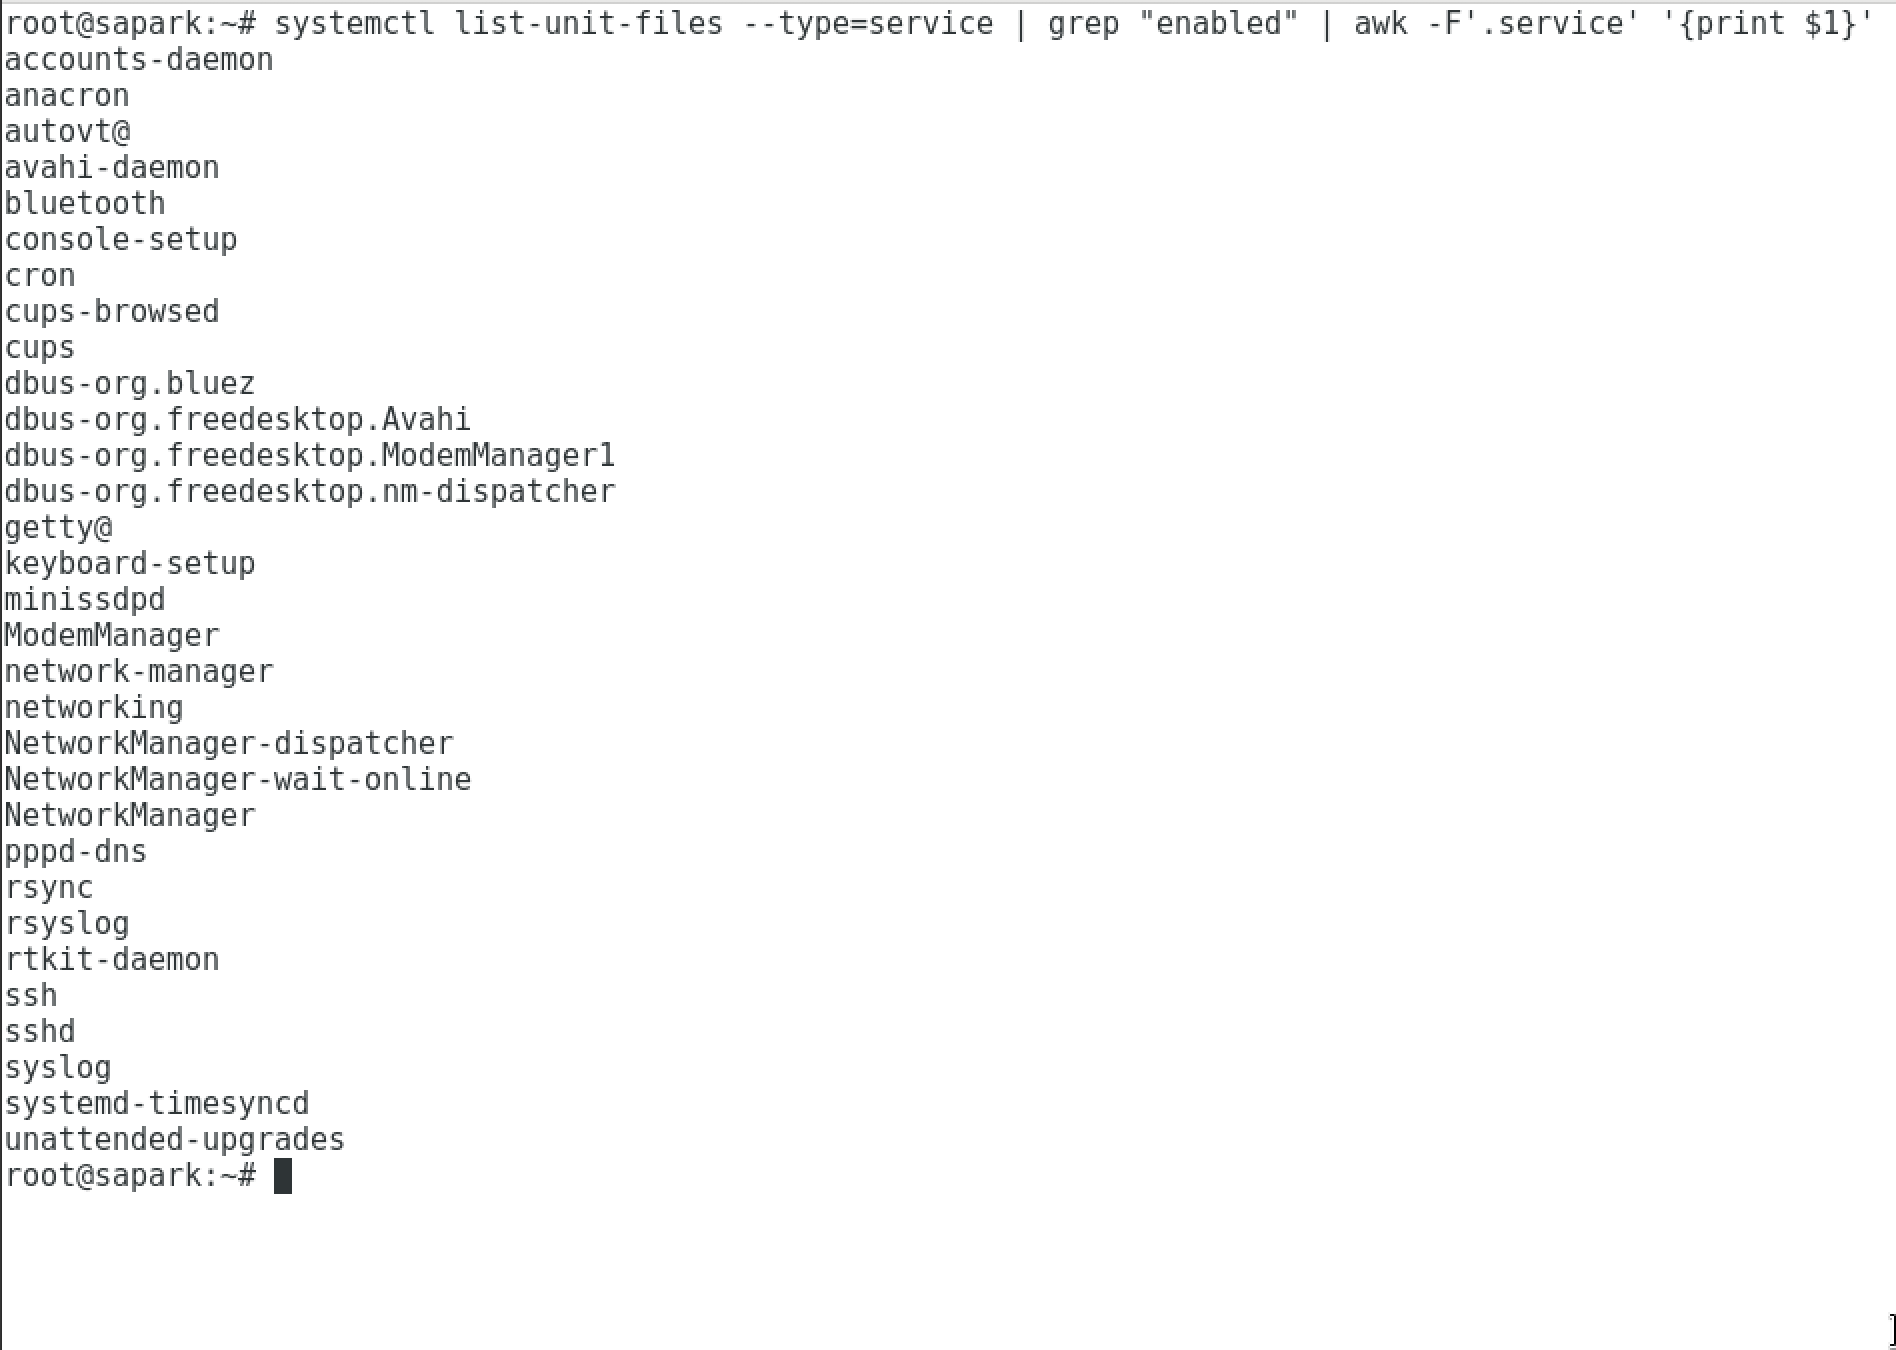 root@sapark:~# systemctl list-unit-files --type=service | grep "enabled" | awk -F'.service' '{print $1}'
accounts-daemon
anacron
autovt@
avahi-daemon
bluetooth
console-setup
cron
cups-browsed
cups
dbus-org.bluez
dbus-org.freedesktop.Avahi
dbus-org.freedesktop.ModemManager1
dbus-org.freedesktop.nm-dispatcher
getty@
keyboard-setup
minissdpd
ModemManager
network-manager
networking
NetworkManager-dispatcher
NetworkManager-wait-online
NetworkManager
pppd-dns
rsync
rsyslog
rtkit-daemon
ssh
sshd
syslog
systemd-timesyncd
unattended-upgrades
root@sapark:~#